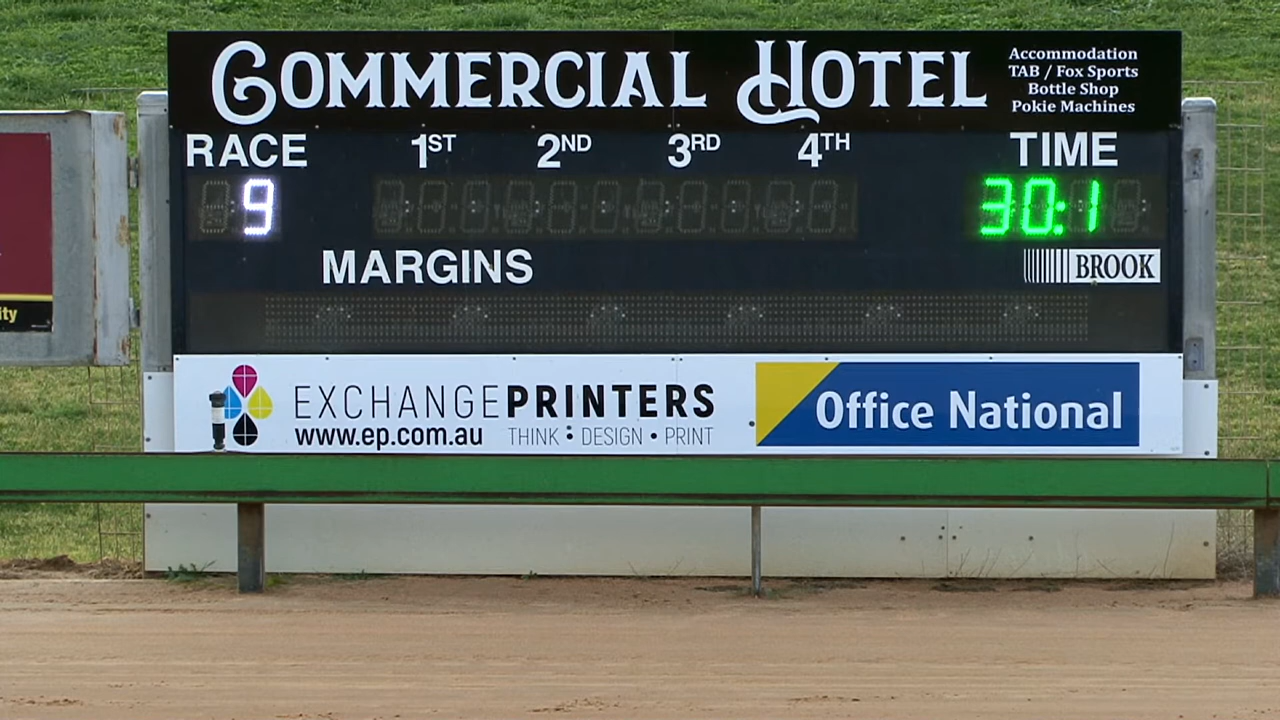 COMMERCIAL HOTEL
Accommodation
TAB / Fox Sports
Bottle Shop
Pokie Machines
RACE 1ST 2ND 3RD 4TH TIME
9 30:1
MARGINS
BROOK
ity
EXCHANGEPRINTERS
www.ep.com.au THINK • DESIGN • PRINT
Office National